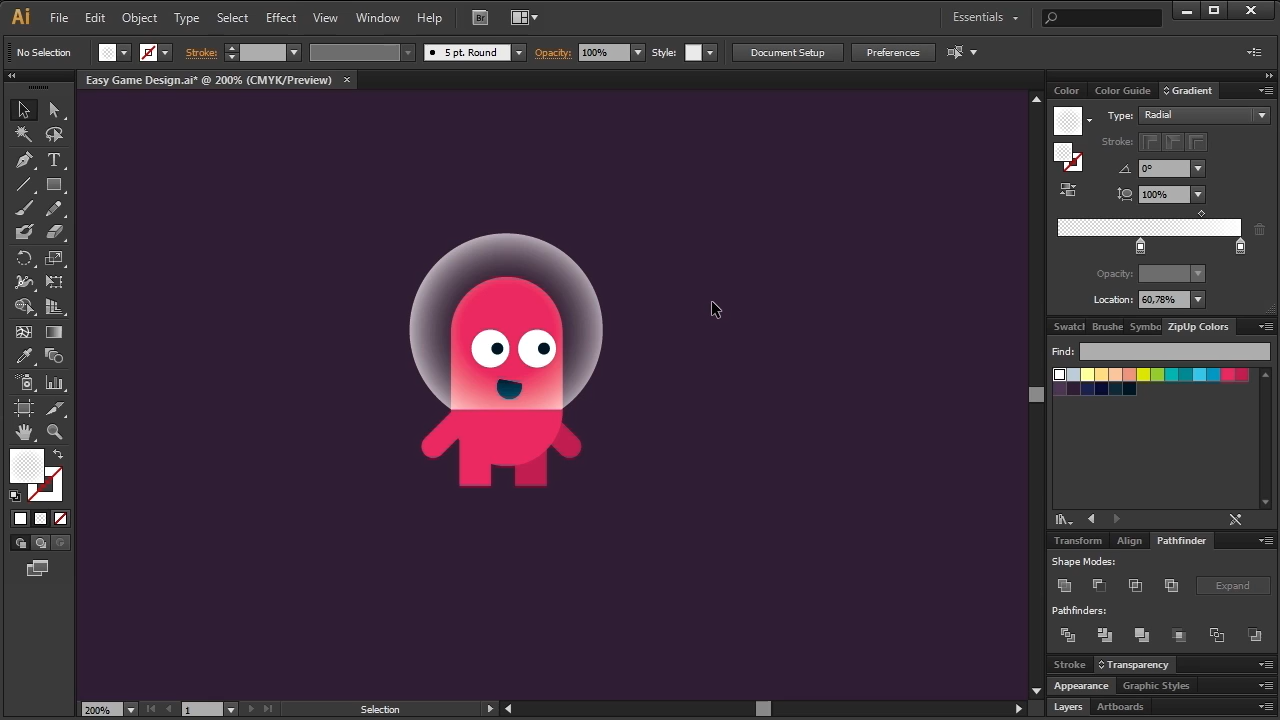 Ai File Edit Object Type Select Effect View Window Help Br Essentials
No Selection Stroke: 5 pt. Round Opacity: 100% Style: Document Setup Preferences
Easy Game Design.ai* @ 200% (CMYK/Preview)
Color Color Guide Gradient
Type: Radial
Stroke:
0°
100%
Opacity:
Location: 60,78%
Swatcl Brushe Symbo ZipUp Colors
Find:
Transform Align Pathfinder
Shape Modes:
Expand
Pathfinders:
Stroke Transparency
Appearance Graphic Styles
Layers Artboards
200% 1 Selection